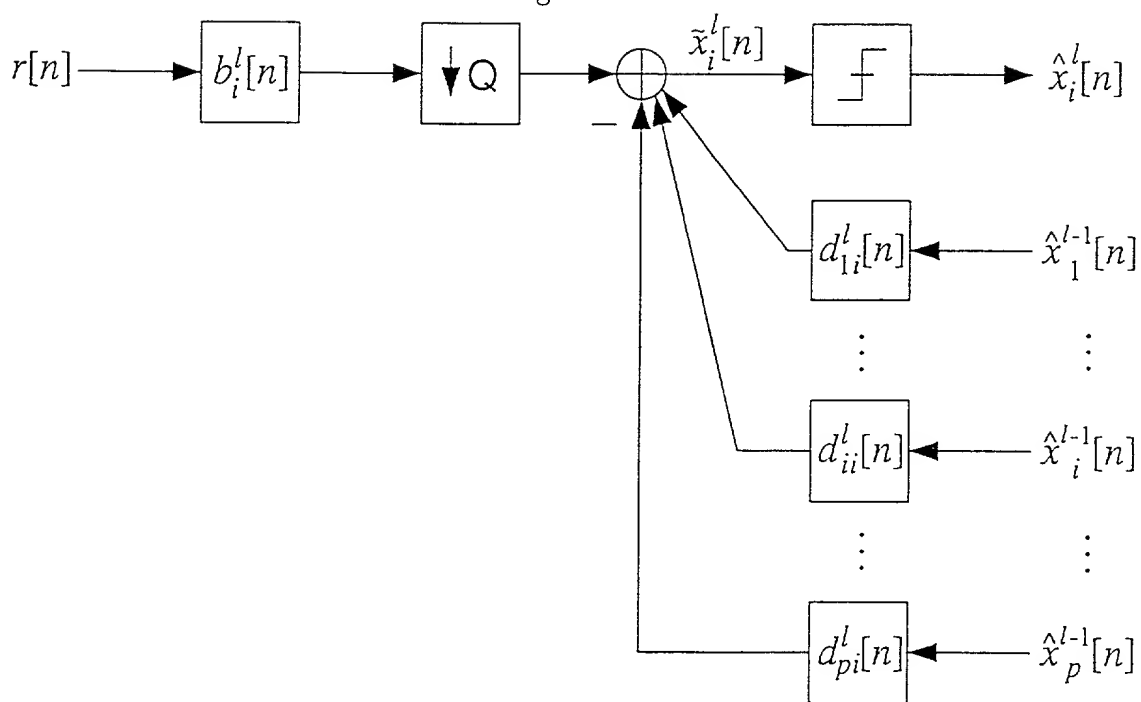 r[n] b_i^l[n] ↓Q − x̃_i^l[n] x̂_i^l[n]
d_{1i}^l[n] x̂_1^{l-1}[n]
⋮ ⋮
d_{ii}^l[n] x̂_i^{l-1}[n]
⋮ ⋮
d_{pi}^l[n] x̂_p^{l-1}[n]